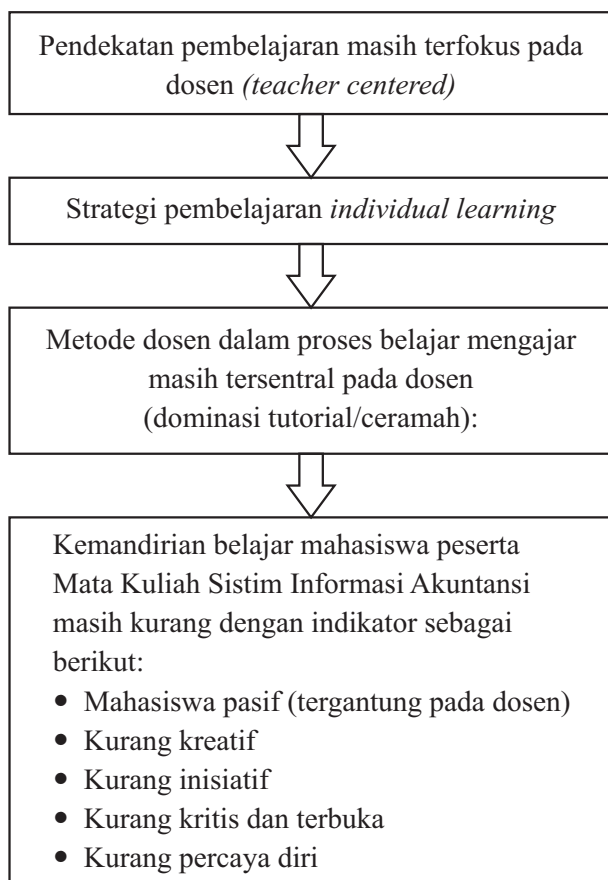 Pendekatan pembelajaran masih terfokus pada
dosen (teacher centered)
Strategi pembelajaran individual learning
Metode dosen dalam proses belajar mengajar
masih tersentral pada dosen
(dominasi tutorial/ceramah):
Kemandirian belajar mahasiswa peserta
Mata Kuliah Sistim Informasi Akuntansi
masih kurang dengan indikator sebagai
berikut:
• Mahasiswa pasif (tergantung pada dosen)
• Kurang kreatif
• Kurang inisiatif
• Kurang kritis dan terbuka
• Kurang percaya diri